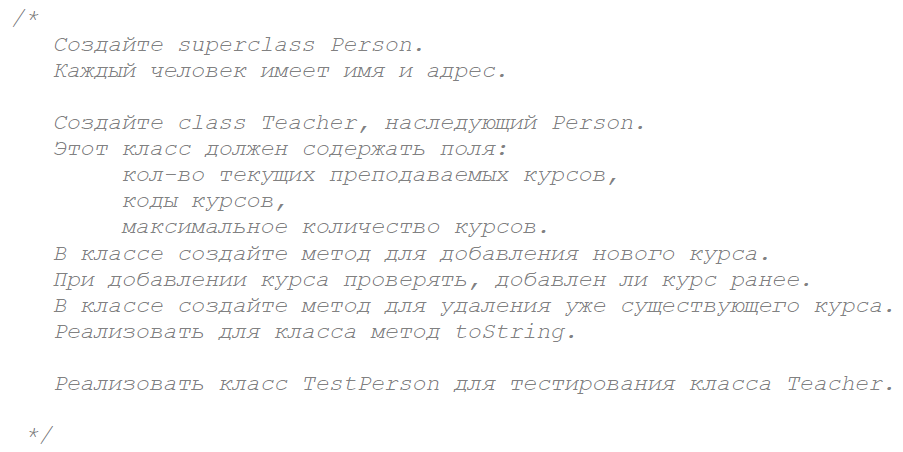 /*
Создайте superclass Person.
Каждый человек имеет имя и адрес.
Создайте class Teacher, наследующий Person.
Этот класс должен содержать поля:
кол-во текущих преподаваемых курсов,
коды курсов,
максимальное количество курсов.
В классе создайте метод для добавления нового курса.
При добавлении курса проверять, добавлен ли курс ранее.
В классе создайте метод для удаления уже существующего курса.
Реализовать для класса метод toString.
Реализовать класс TestPerson для тестирования класса Teacher.
*/